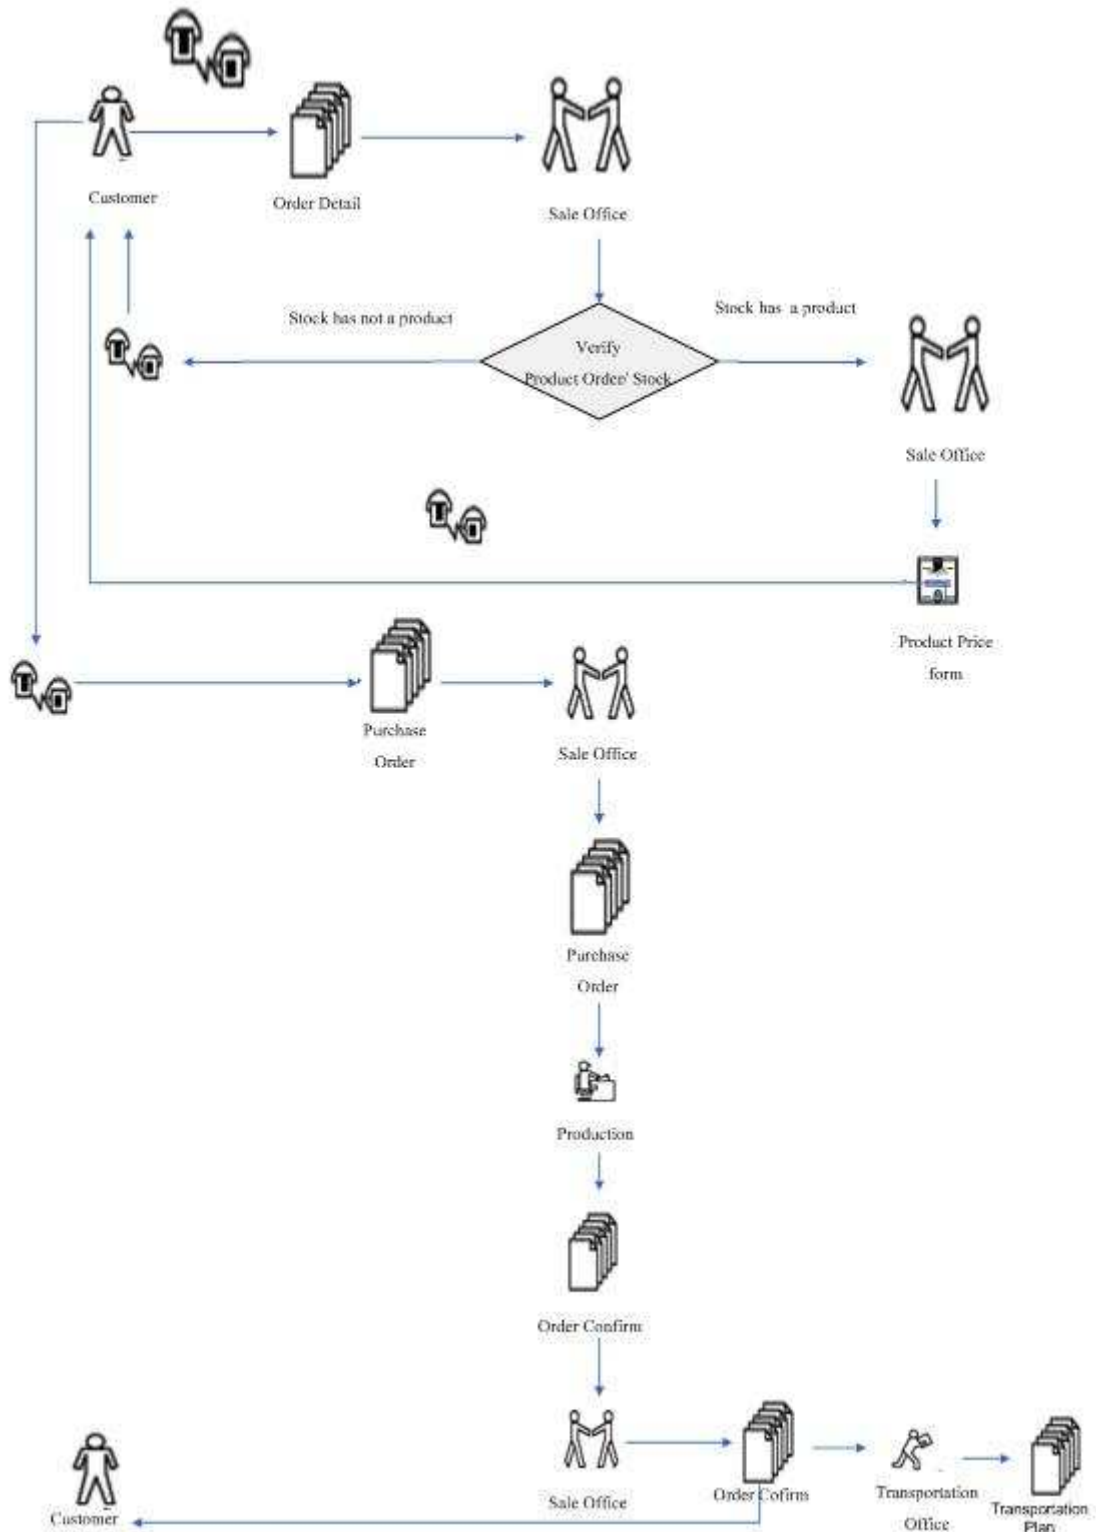 Customer
Order Detail
Sale Office
Stock has not a product
Stock has a product
Verify
Product Order/ Stock
Sale Office
Product Price
form
Purchase
Order
Sale Office
Purchase
Order
Production
Order Confirm
Customer
Sale Office
Order Cofirm
Transportation
Office
Transportation
Plan